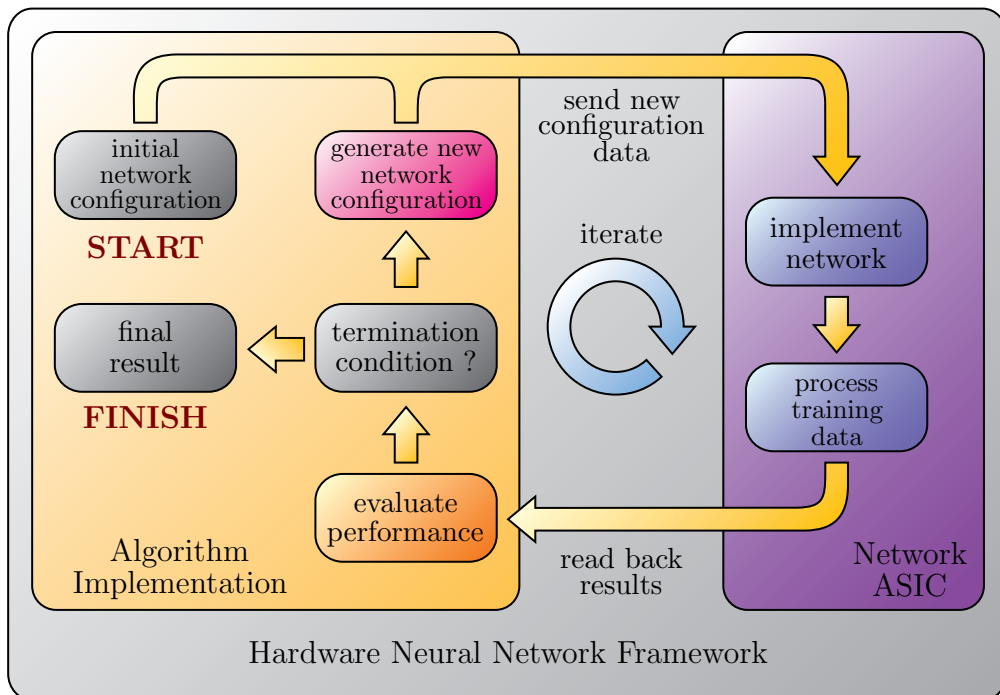 initial
network
configuration
START
generate new
network
configuration
send new
configuration
data
implement
network
iterate
final
result
FINISH
termination
condition ?
process
training
data
evaluate
performance
read back
results
Algorithm
Implementation
Network
ASIC
Hardware Neural Network Framework